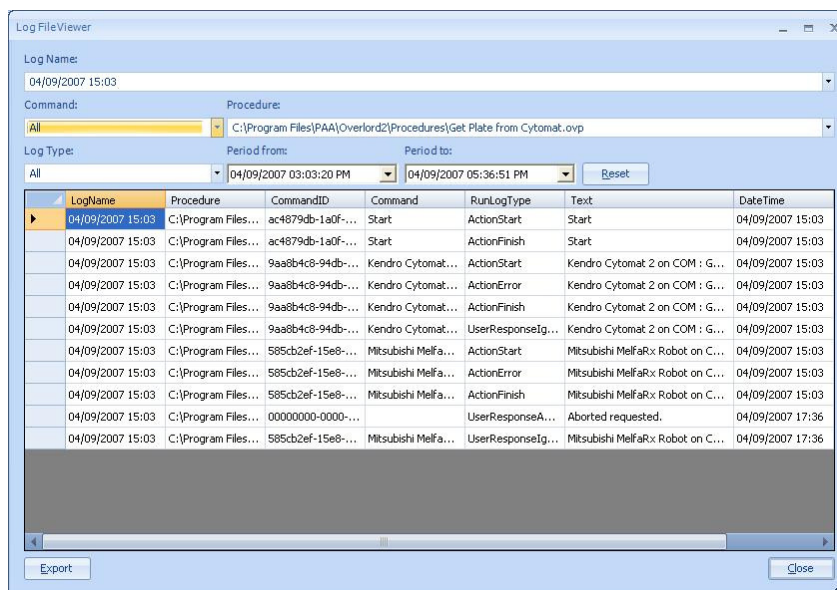 Log FileViewer
Log Name:
04/09/2007 15:03
Command: Procedure:
All C:\Program Files\PAA\Overlord2\Procedures\Get Plate from Cytomat.ovp
Log Type: Period from: Period to:
All 04/09/2007 03:03:20 PM 04/09/2007 05:36:51 PM Reset
LogName Procedure CommandID Command RunLogType Text DateTime
04/09/2007 15:03 C:\Program Files... ac4879db-1a0f-... Start ActionStart Start 04/09/2007 15:03
04/09/2007 15:03 C:\Program Files... ac4879db-1a0f-... Start ActionFinish Start 04/09/2007 15:03
04/09/2007 15:03 C:\Program Files... 9aa8b4c8-94db-... Kendro Cytomat... ActionStart Kendro Cytomat 2 on COM : G... 04/09/2007 15:03
04/09/2007 15:03 C:\Program Files... 9aa8b4c8-94db-... Kendro Cytomat... ActionError Kendro Cytomat 2 on COM : G... 04/09/2007 15:03
04/09/2007 15:03 C:\Program Files... 9aa8b4c8-94db-... Kendro Cytomat... ActionFinish Kendro Cytomat 2 on COM : G... 04/09/2007 15:03
04/09/2007 15:03 C:\Program Files... 9aa8b4c8-94db-... Kendro Cytomat... UserResponseIg... Kendro Cytomat 2 on COM : G... 04/09/2007 15:03
04/09/2007 15:03 C:\Program Files... 585cb2ef-15e8-... Mitsubishi Melfa... ActionStart Mitsubishi MelfaRx Robot on C... 04/09/2007 15:03
04/09/2007 15:03 C:\Program Files... 585cb2ef-15e8-... Mitsubishi Melfa... ActionError Mitsubishi MelfaRx Robot on C... 04/09/2007 15:03
04/09/2007 15:03 C:\Program Files... 585cb2ef-15e8-... Mitsubishi Melfa... ActionFinish Mitsubishi MelfaRx Robot on C... 04/09/2007 15:03
04/09/2007 15:03 C:\Program Files... 00000000-0000-... UserResponseA... Aborted requested. 04/09/2007 17:36
04/09/2007 15:03 C:\Program Files... 585cb2ef-15e8-... Mitsubishi Melfa... UserResponseIg... Mitsubishi MelfaRx Robot on C... 04/09/2007 17:36
Export Close